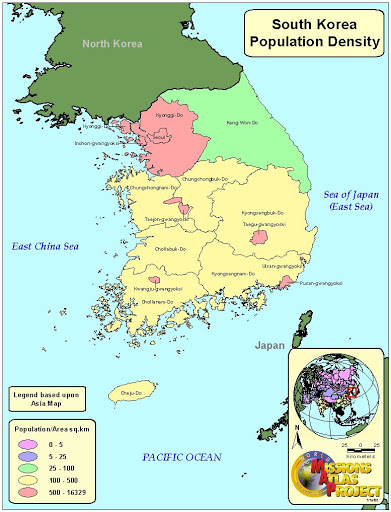 South Korea
Population Density
North Korea
Kyonggi-Do
Kyonggi-Do
Seoul
Inchon-gwangyoksi
Kang-Won-Do
Chungchongbuk-Do
Chungchongnam-Do
Sea of Japan
(East Sea)
Kyongsangbuk-Do
Taejon-gwangyoksi
Taegu-gwangyoksi
East China Sea
Chollabuk-Do
Ulsan-gwangyoksi
Kyongsangnam-Do
Pusan-gwangyoksi
Kwangju-gwangyoksi
Chollanam-Do
Japan
Cheju-Do
Legend based upon
Asia Map
Population/Area sq.km
0 - 5
5 - 25
25 - 100
100 - 500
500 - 16329
PACIFIC OCEAN
N
25 0 25
Kilometers
WORLD
MISSIONS
ATLAS
PROJECT